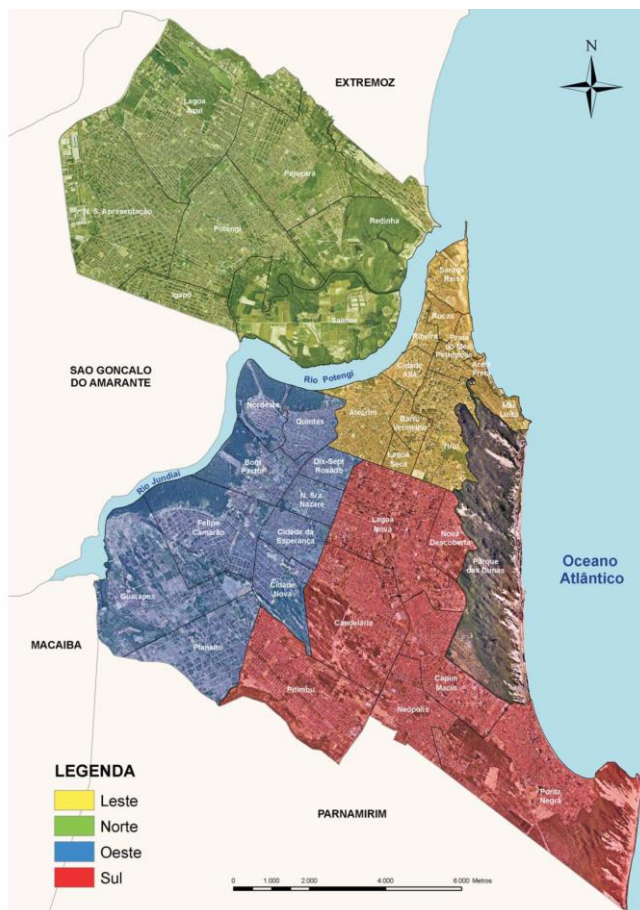 N
EXTREMOZ
Lagoa
Azul
Pajuçara
N. S. Apresentação
Potengi
Redinha
Igapó
Salinas
Santos
Reis
Rocas
Ribeira
Praia
do Meio
Petrópolis
Cidade
Alta
Areia
Preta
Mãe
Luiza
SAO GONCALO
DO AMARANTE
Rio Potengi
Nordeste
Quintas
Alecrim
Barro
Vermelho
Tirol
Lagoa
Seca
Bom
Pastor
Dix-Sept
Rosado
Rio Jundiaí
N. Sra
Nazaré
Felipe
Camarão
Cidade da
Esperança
Lagoa
Nova
Nova
Descoberta
Parque
das Dunas
Oceano
Atlântico
Guarapes
Cidade
Nova
Candelária
MACAIBA
Planalto
Pitimbu
Capim
Macio
Neópolis
Ponta
Negra
LEGENDA
Leste
Norte
Oeste
Sul
PARNAMIRIM
0 1.000 2.000 4.000 6.000 Metros